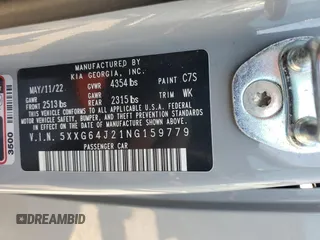 MANUFACTURED BY
KIA GEORGIA, INC.
MAY/11/22 GVWR 4354 lbs PAINT C7S
GAWR FRONT 2513 lbs GAWR REAR 2315 lbs TRIM WK
THIS VEHICLE CONFORMS TO ALL APPLICABLE
FEDERAL MOTOR VEHICLE SAFETY, BUMPER, AND THEFT
PREVENTION STANDARDS IN EFFECT ON THE DATE OF
MANUFACTURE SHOWN ABOVE.
V.I.N. 5XXG64J21NG159779
PASSENGER CAR
3500
DREAMBID